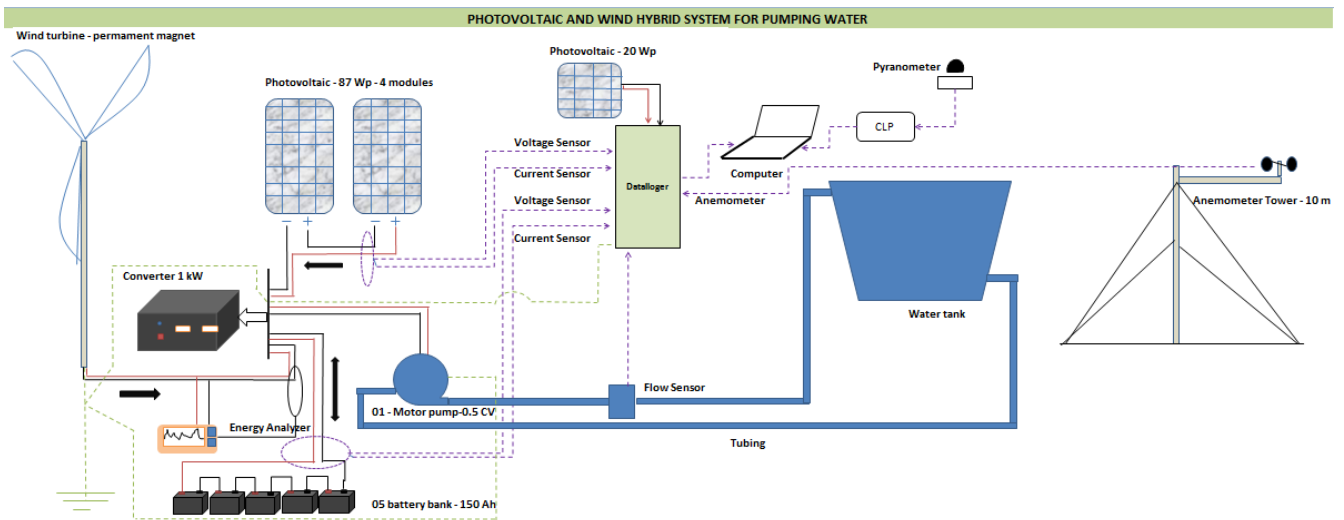 PHOTOVOLTAIC AND WIND HYBRID SYSTEM FOR PUMPING WATER
Wind turbine - permament magnet
Photovoltaic - 20 Wp
Pyranometer
Photovoltaic - 87 Wp - 4 modules
CLP
Voltage Sensor
Computer
Current Sensor
Datalloger
Voltage Sensor
Anemometer
Anemometer Tower - 10 m
Current Sensor
Converter 1 kW
Water tank
Flow Sensor
01 - Motor pump-0.5 CV
Energy Analyzer
Tubing
05 battery bank - 150 Ah